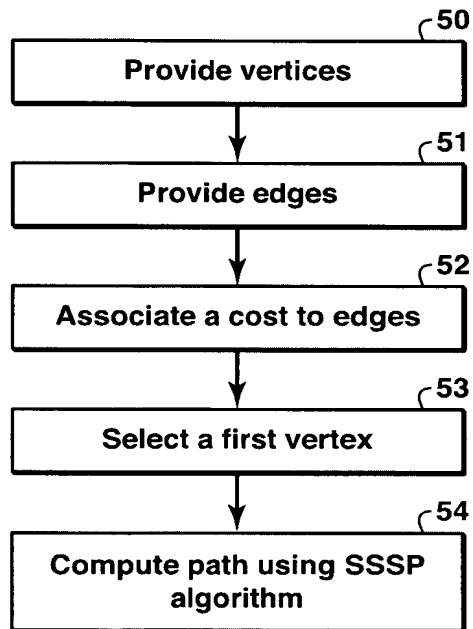 50
Provide vertices
51
Provide edges
52
Associate a cost to edges
53
Select a first vertex
54
Compute path using SSSP
algorithm